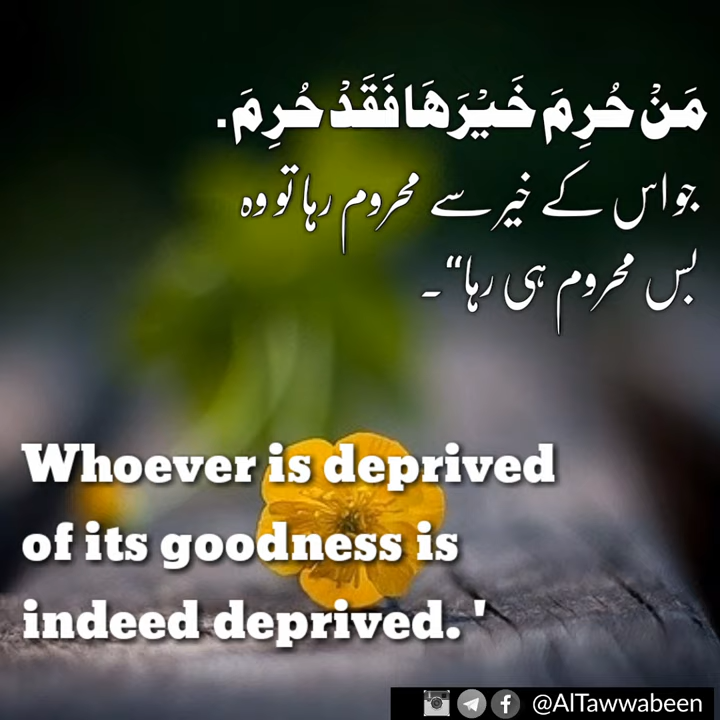 مَنْ حُرِمَ خَيْرَهَا فَقَدْ حُرِمَ.
جو اس کے خیر سے محروم رہا تو وہ
بس محروم ہی رہا“۔
Whoever is deprived
of its goodness is
indeed deprived. '
@AlTawwabeen